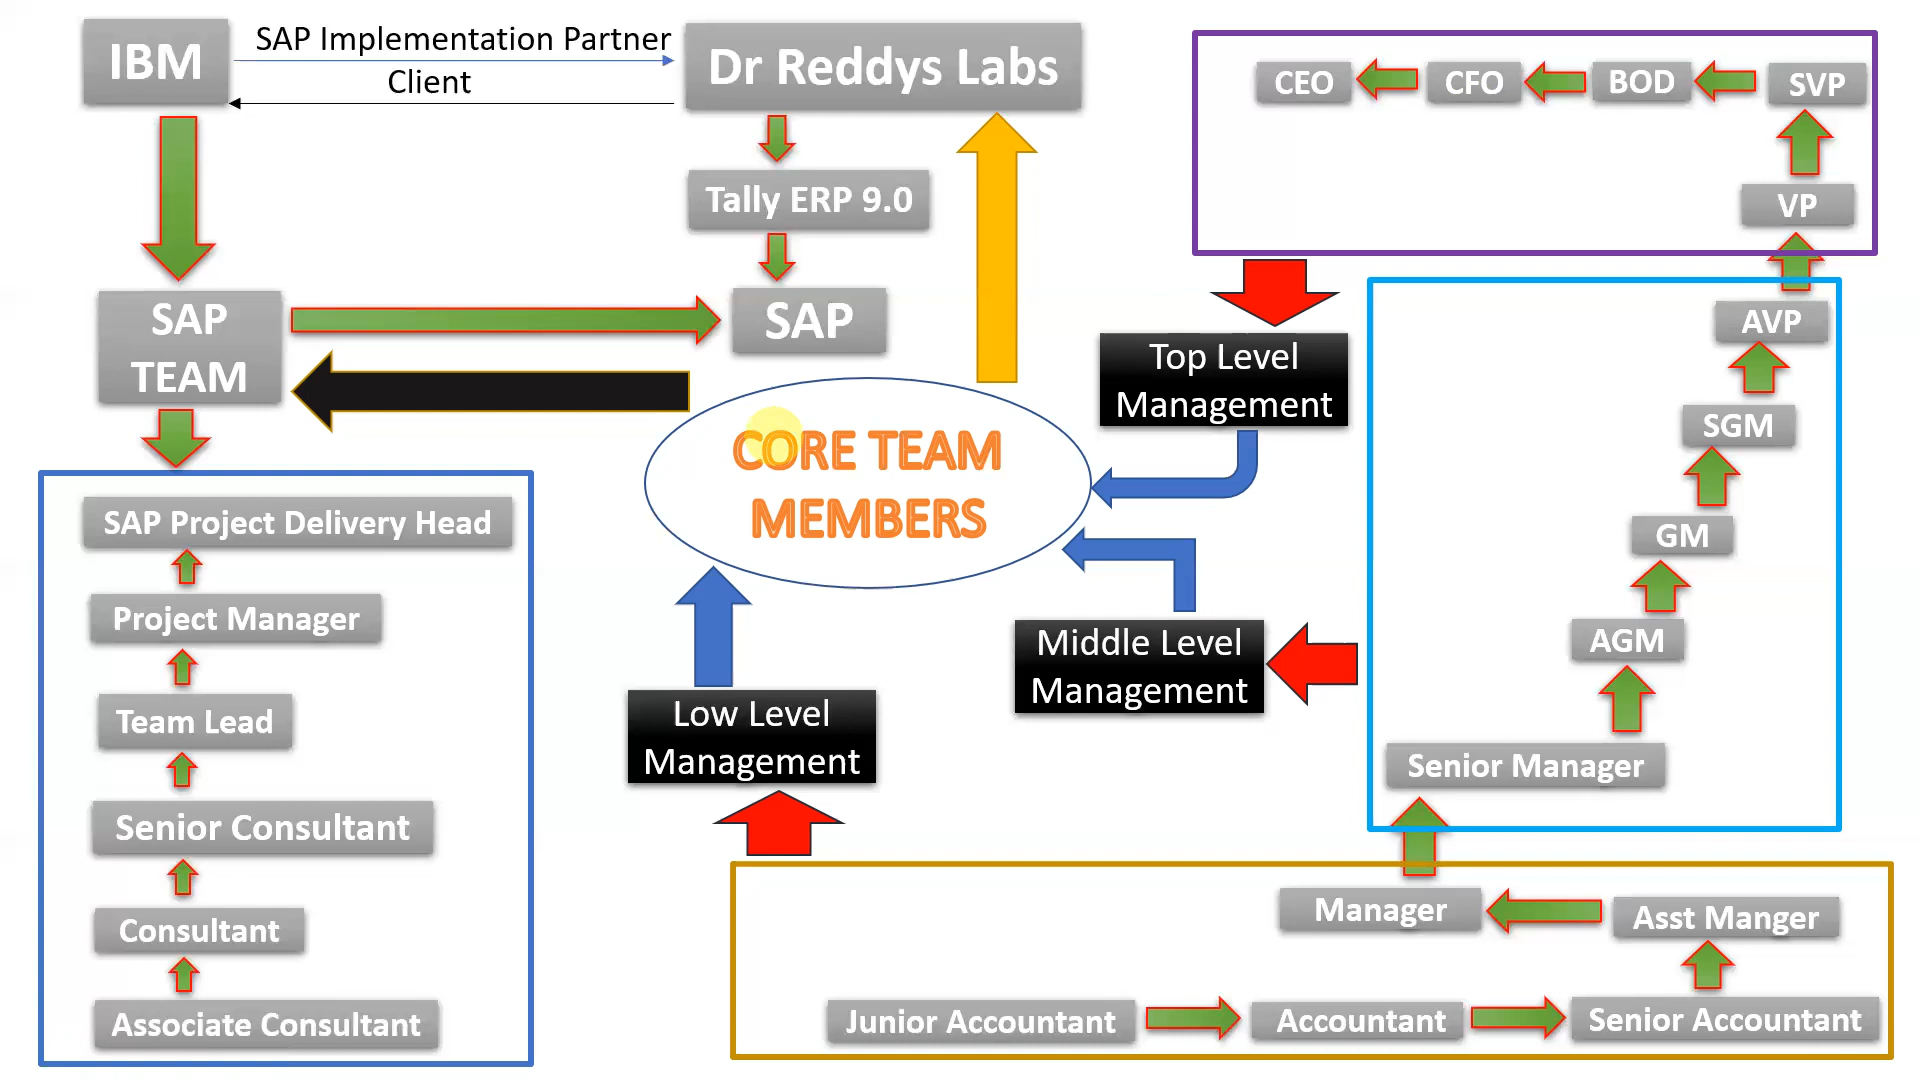 IBM
SAP Implementation Partner
Client
Dr Reddys Labs
Tally ERP 9.0
SAP
SAP
TEAM
CORE TEAM
MEMBERS
SAP Project Delivery Head
Project Manager
Team Lead
Senior Consultant
Consultant
Associate Consultant
CEO
CFO
BOD
SVP
VP
Top Level
Management
AVP
SGM
GM
AGM
Senior Manager
Middle Level
Management
Low Level
Management
Manager
Asst Manger
Junior Accountant
Accountant
Senior Accountant